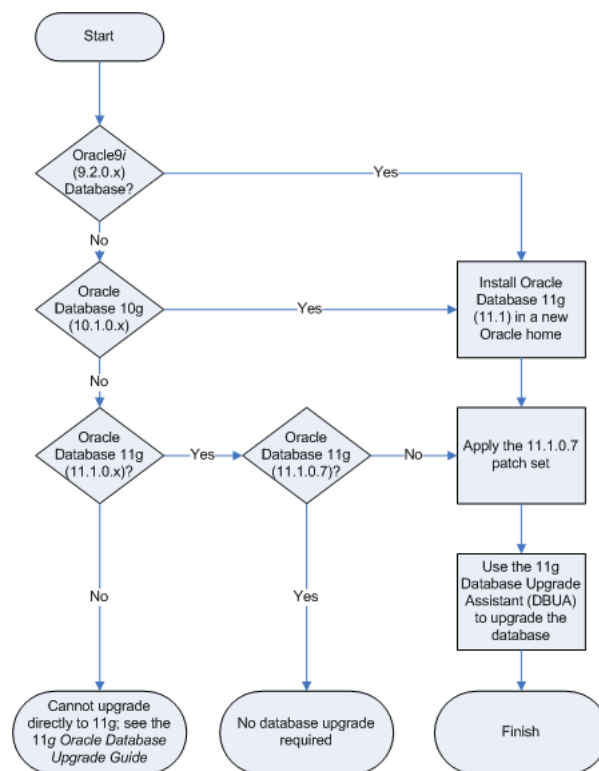 Start
Oracle9i
(9.2.0.x)
Database?
Yes
No
Oracle
Database 10g
(10.1.0.x)
Yes
Install Oracle
Database 11g
(11.1) in a new
Oracle home
No
Oracle
Database 11g
(11.1.0.x)?
Yes
Oracle
Database 11g
(11.1.0.7)?
No
Apply the 11.1.0.7
patch set
Use the 11g
Database Upgrade
Assistant (DBUA)
to upgrade the
database
No
Yes
Cannot upgrade
directly to 11g; see the
11g Oracle Database
Upgrade Guide
No database upgrade
required
Finish